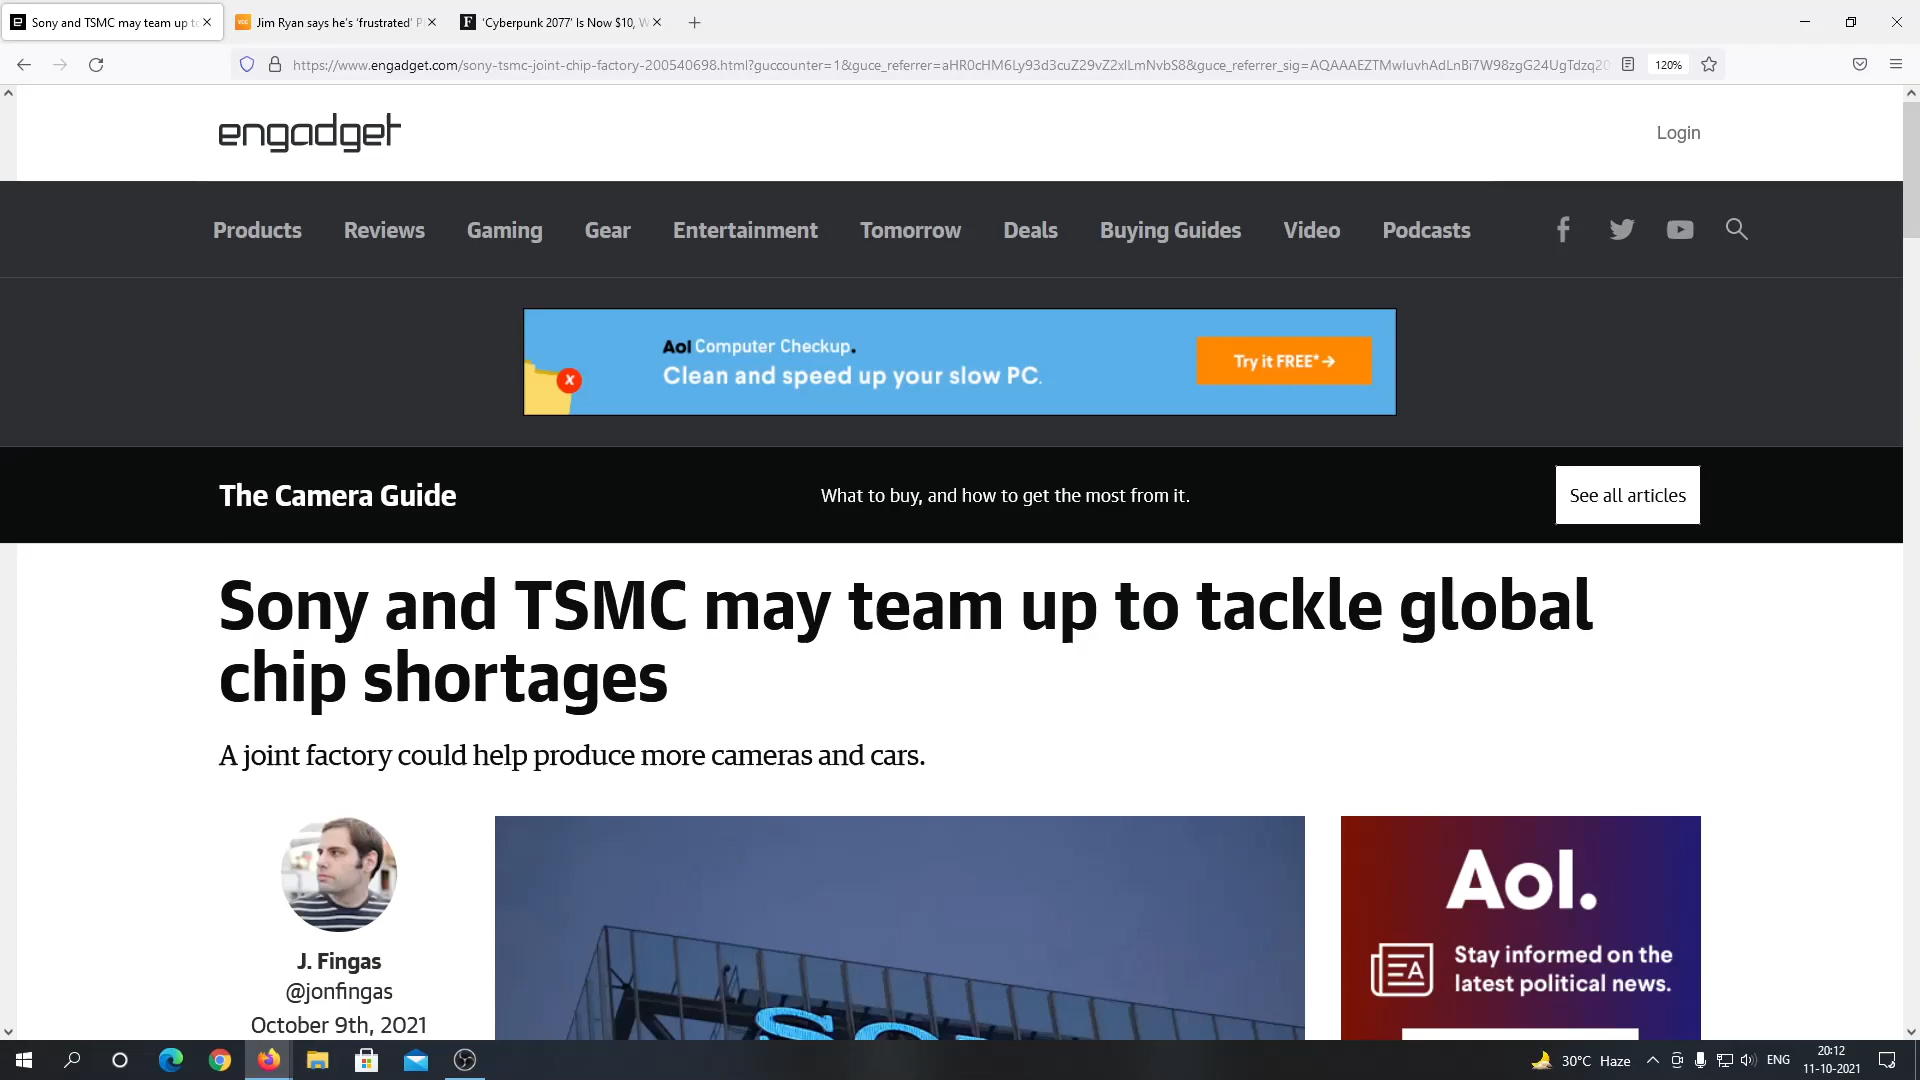 Sony and TSMC may team up to
Jim Ryan says he's 'frustrated' P
'Cyberpunk 2077' Is Now $10, W
https://www.engadget.com/sony-tsmc-joint-chip-factory-200540698.html?guccounter=1&guce_referrer=aHR0cHM6Ly93d3cuZ29vZ2xlLmNvbS8&guce_referrer_sig=AQAAAEZTMwIuvhAdLnBi7W98zgG24UgTdzq20
120%
engadget
Login
Products Reviews Gaming Gear Entertainment Tomorrow Deals Buying Guides Video Podcasts
Aol Computer Checkup.
Clean and speed up your slow PC.
Try it FREE*→
The Camera Guide
What to buy, and how to get the most from it.
See all articles
Sony and TSMC may team up to tackle global
chip shortages
A joint factory could help produce more cameras and cars.
J. Fingas
@jonfingas
October 9th, 2021
Aol.
Stay informed on the
latest political news.
30°C Haze
ENG
20:12
11-10-2021